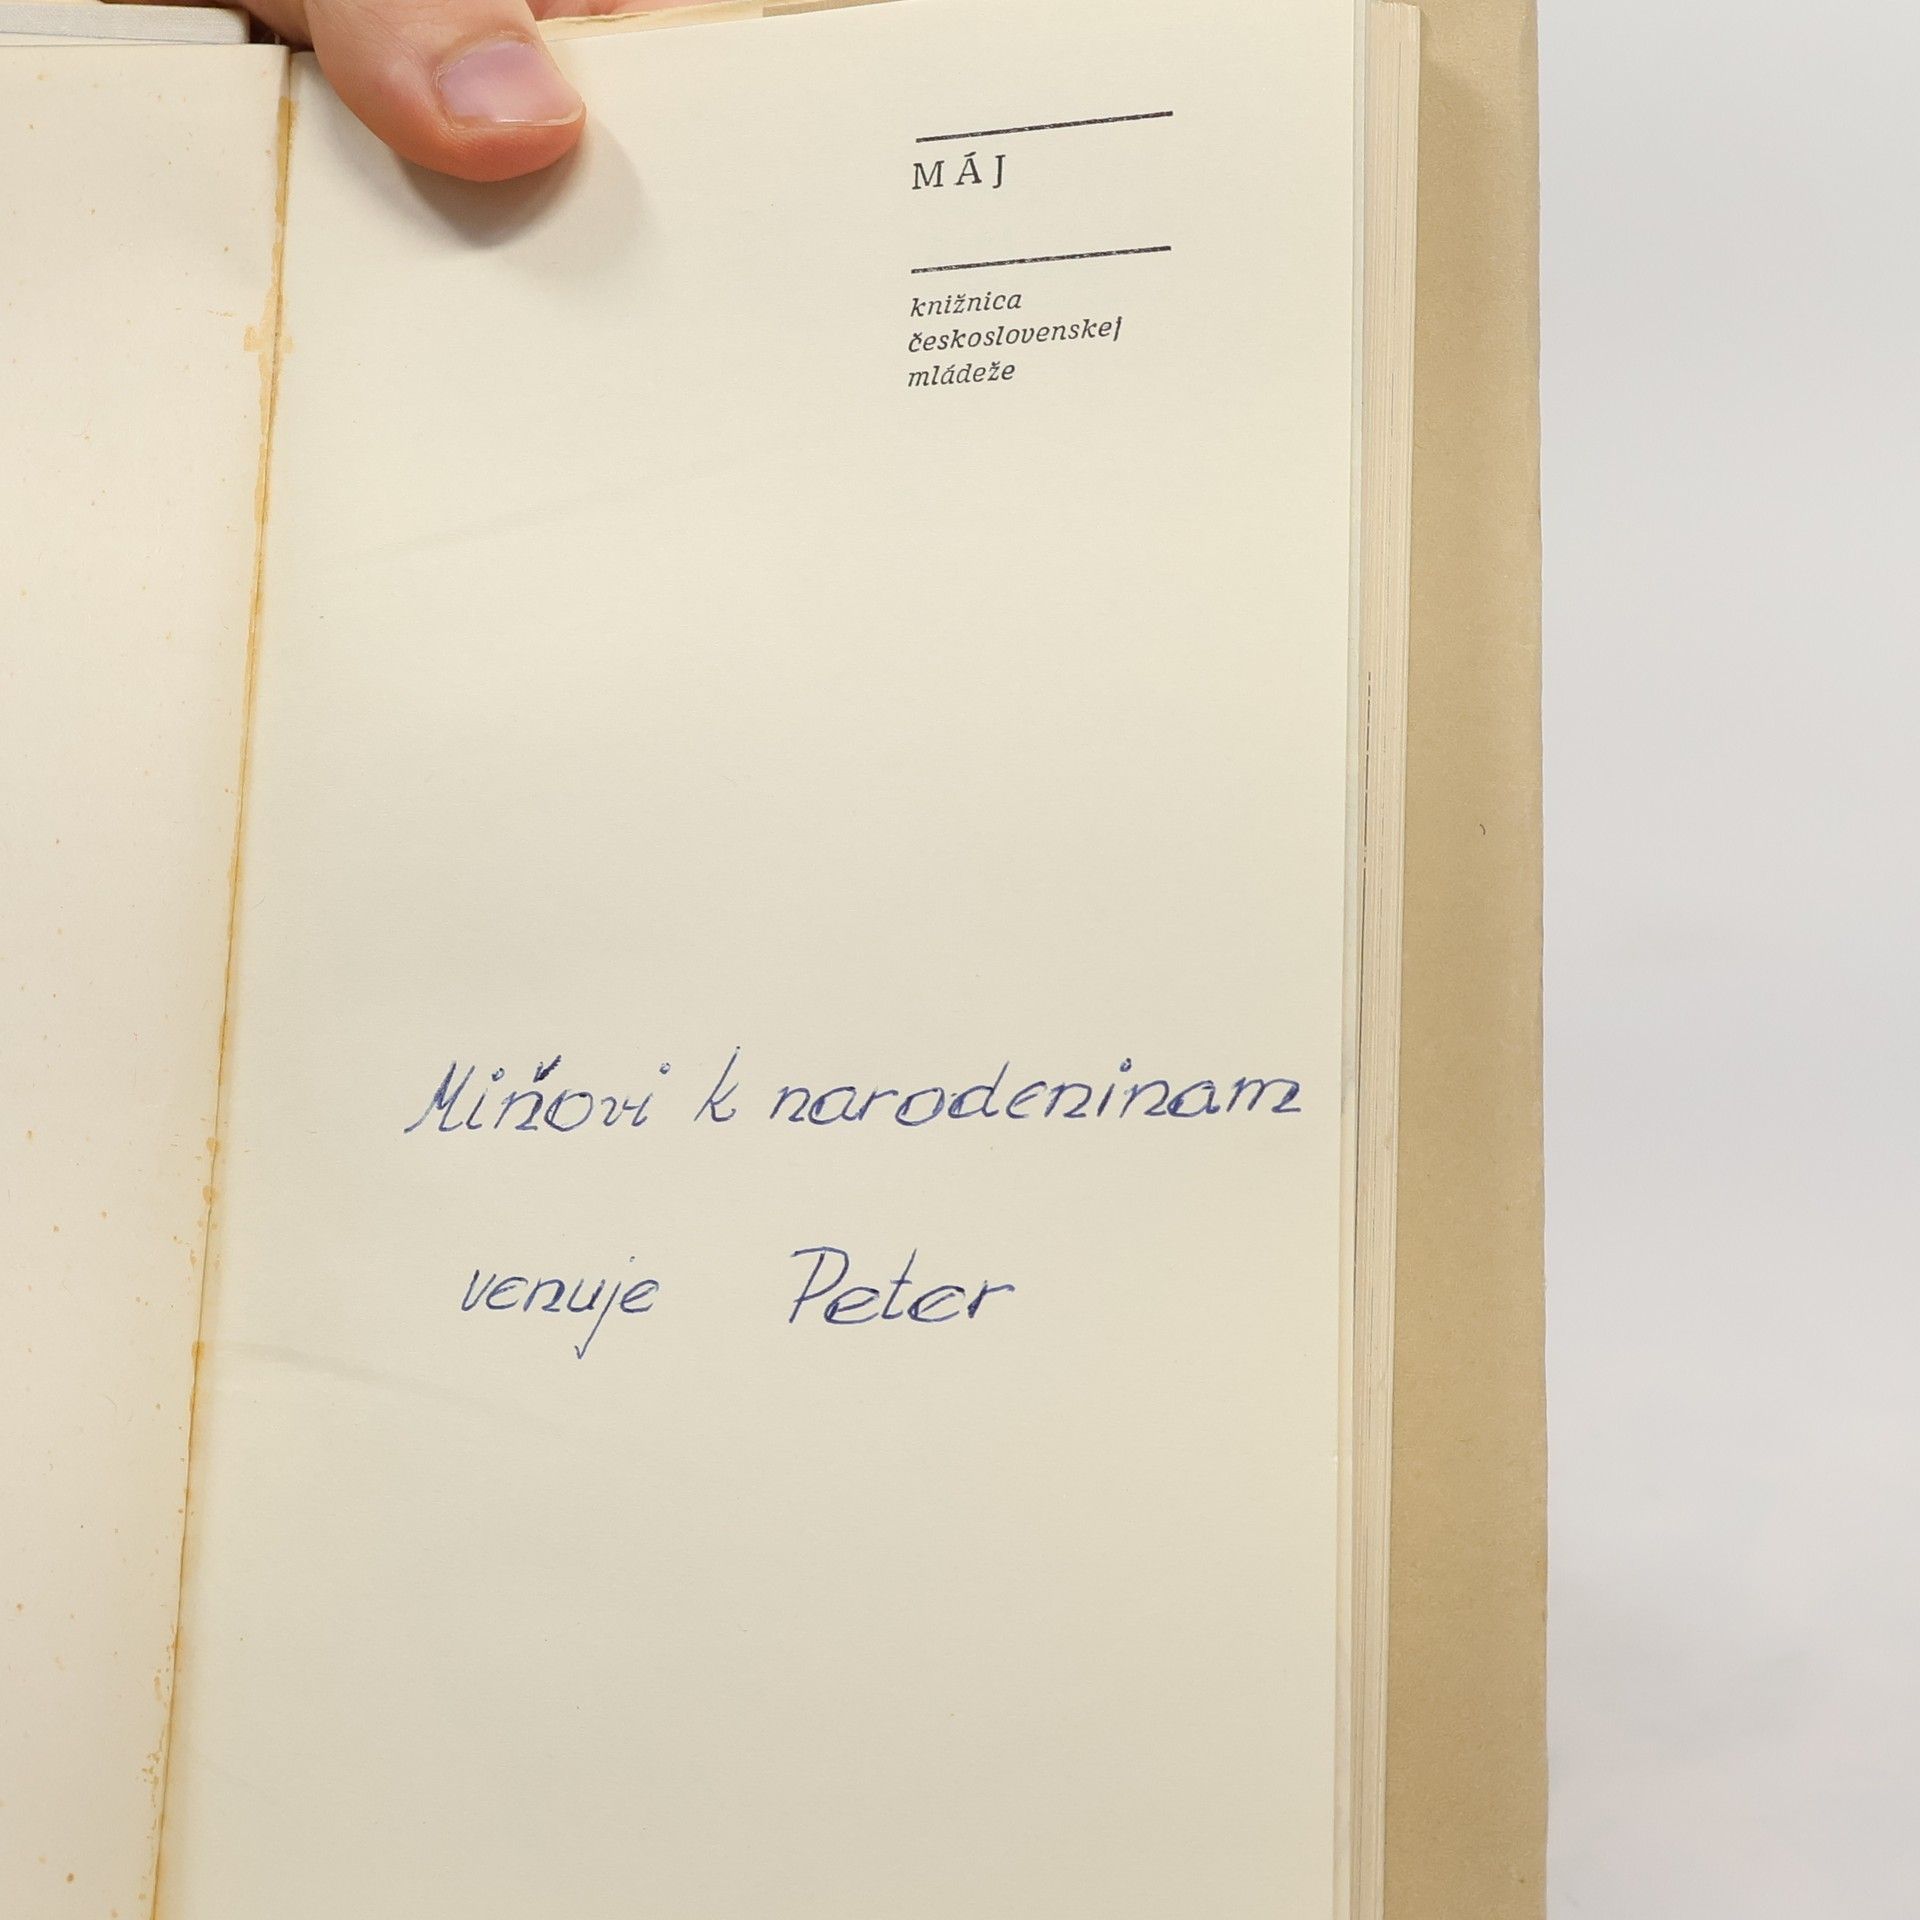 MÁJ
knižnica
československej
mládeže
Miňovi k narodeninam
venuje Peter